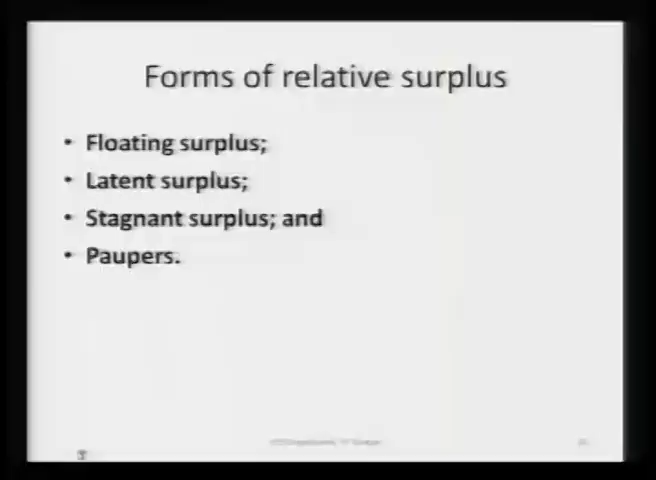 Forms of relative surplus
• Floating surplus;
• Latent surplus;
• Stagnant surplus; and
• Paupers.